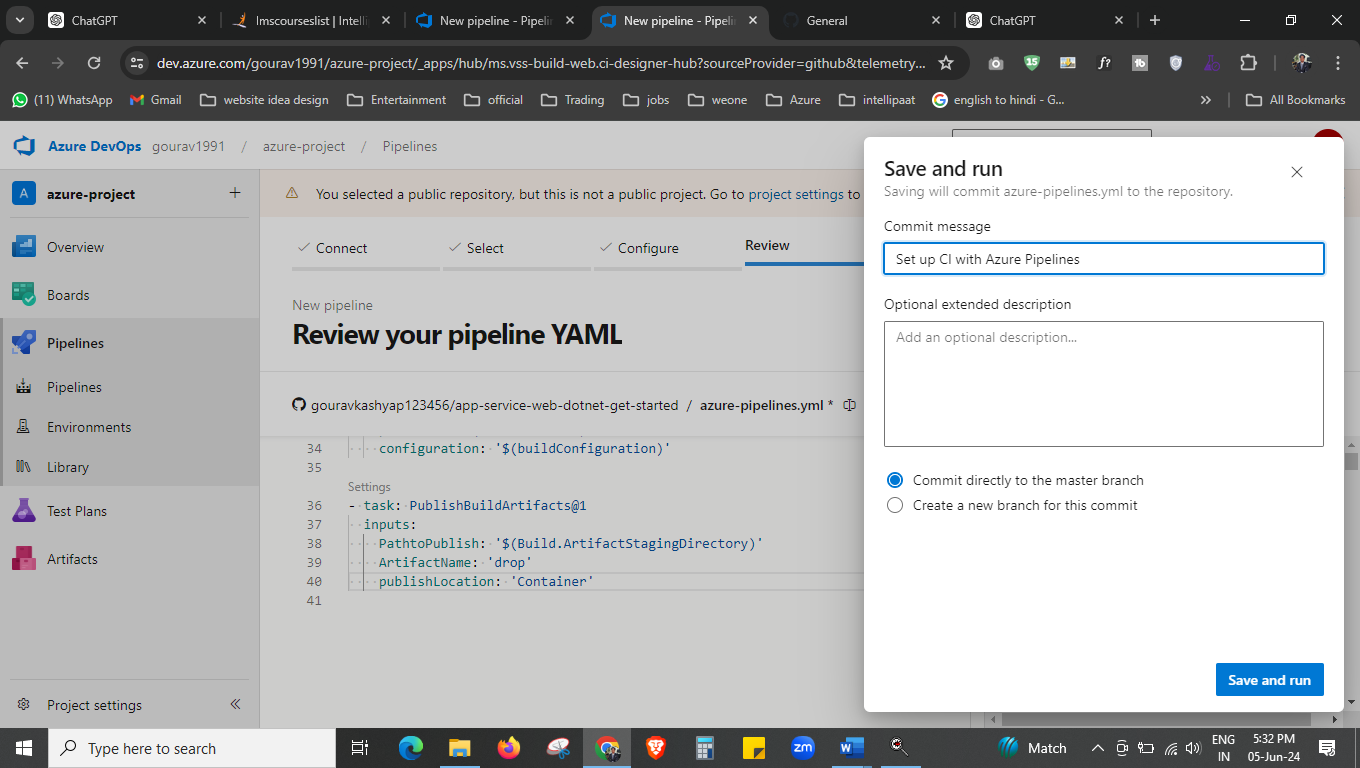 ChatGPT
lmscourseslist | Intelli
New pipeline - Pipelin
New pipeline - Pipelin
General
ChatGPT
dev.azure.com/gourav1991/azure-project/_apps/hub/ms.vss-build-web.ci-designer-hub?sourceProvider=github&telemetry...
(11) WhatsApp
Gmail
website idea design
Entertainment
official
Trading
jobs
weone
Azure
intellipaat
english to hindi - G...
All Bookmarks
Azure DevOps gourav1991 / azure-project / Pipelines
A azure-project
Overview
Boards
Pipelines
Pipelines
Environments
Library
Test Plans
Artifacts
Project settings
You selected a public repository, but this is not a public project. Go to project settings to
Connect
Select
Configure
Review
New pipeline
Review your pipeline YAML
gouravkashyap123456/app-service-web-dotnet-get-started / azure-pipelines.yml *
34 configuration: '$(buildConfiguration)'
35
Settings
36 - task: PublishBuildArtifacts@1
37 inputs:
38 PathtoPublish: '$(Build.ArtifactStagingDirectory)'
39 ArtifactName: 'drop'
40 publishLocation: 'Container'
41
Save and run
Saving will commit azure-pipelines.yml to the repository.
Commit message
Set up CI with Azure Pipelines
Optional extended description
Add an optional description...
Commit directly to the master branch
Create a new branch for this commit
Save and run
Type here to search
zm
Match
ENG
IN
5:32 PM
05-Jun-24